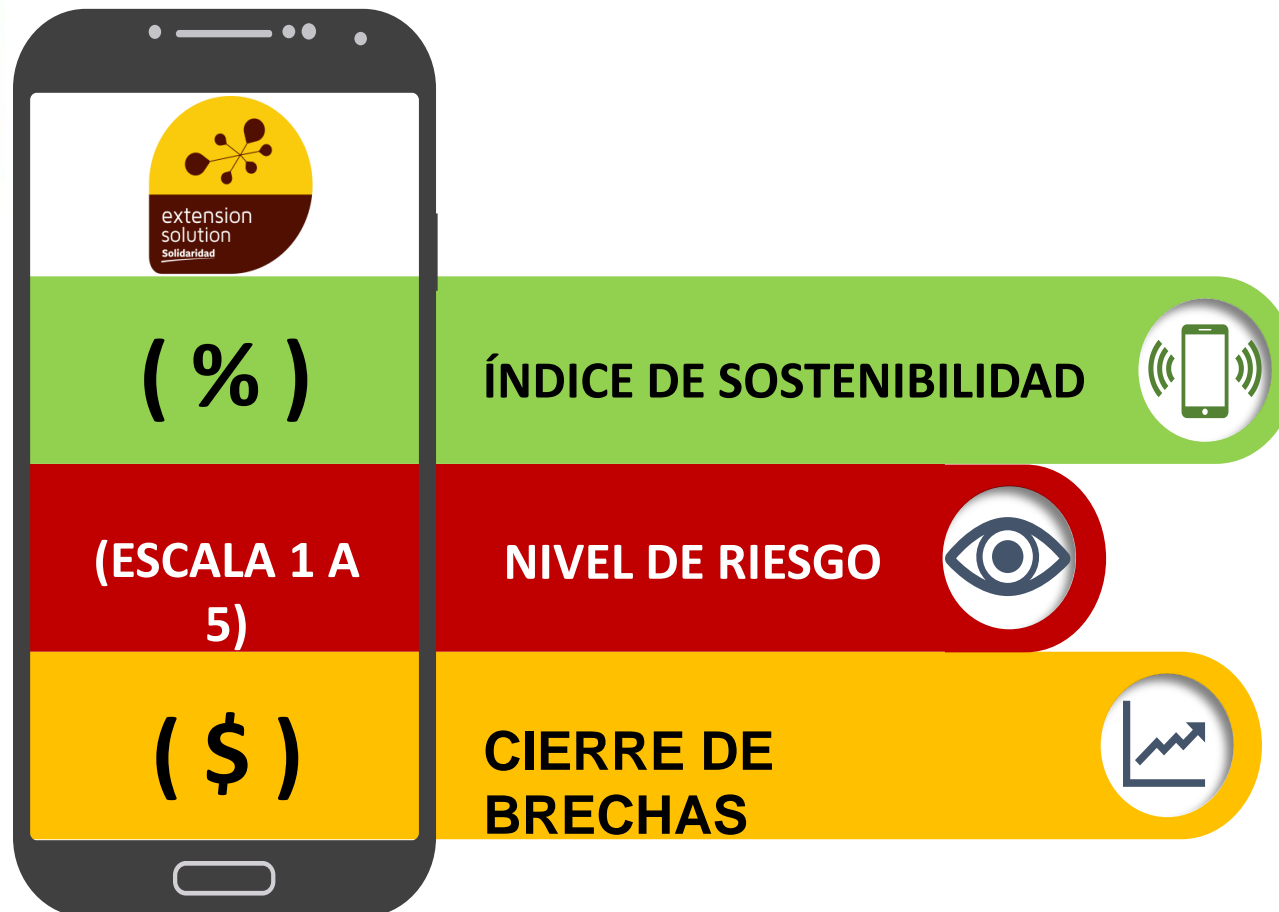 extension
solution
Solidaridad
( % )
ÍNDICE DE SOSTENIBILIDAD
(ESCALA 1 A
5)
NIVEL DE RIESGO
( $ )
CIERRE DE
BRECHAS